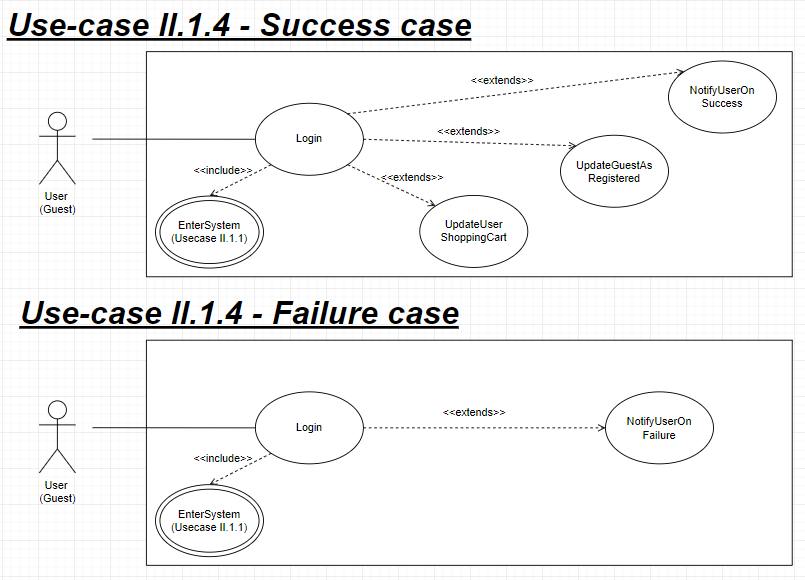 Use-case II.1.4 - Success case
<<extends>>
NotifyUserOn
Success
<<extends>>
Login
UpdateGuestAs
Registered
<<include>>
<<extends>>
User
(Guest)
EnterSystem
(Usecase II.1.1)
UpdateUser
ShoppingCart
Use-case II.1.4 - Failure case
<<extends>>
Login
NotifyUserOn
Failure
<<include>>
User
(Guest)
EnterSystem
(Usecase II.1.1)